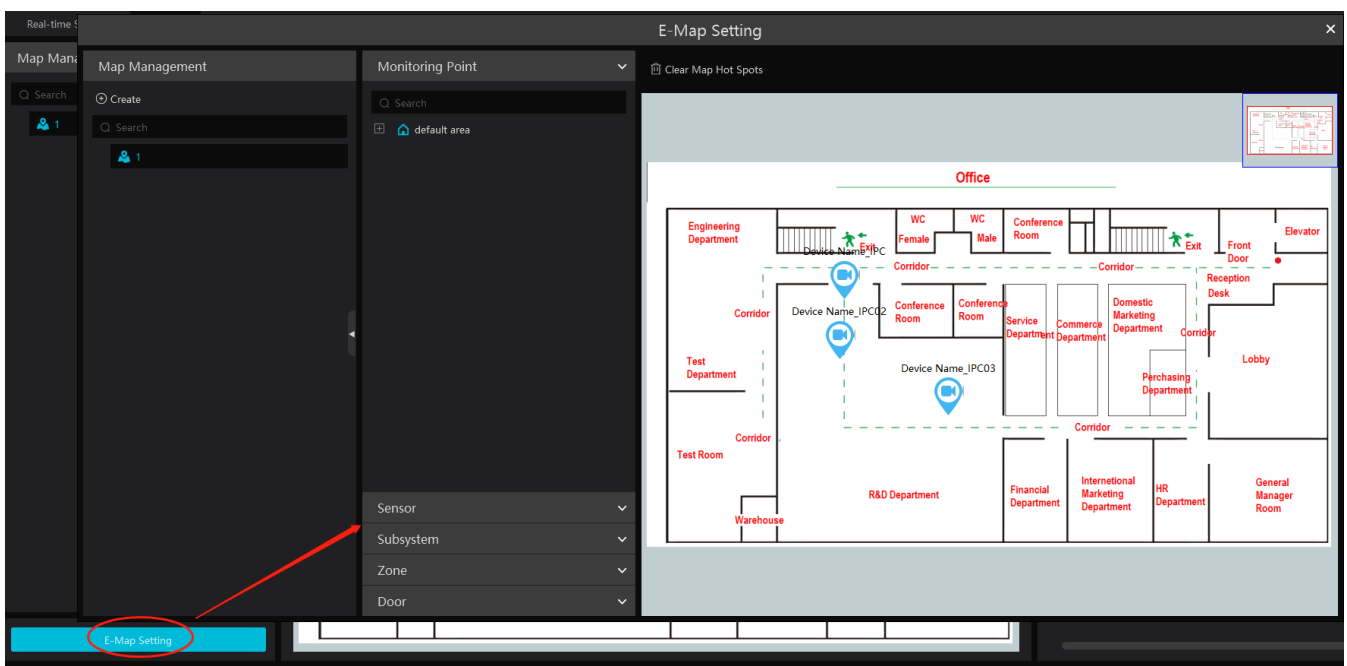 Real-time S
E-Map Setting
Map Mana
Search
1
Map Management
Create
Search
1
Monitoring Point
Search
default area
Sensor
Subsystem
Zone
Door
Clear Map Hot Spots
Office
Engineering
Department
Exit
WC
Female
WC
Male
Conference
Room
Exit
Front
Door
Elevator
Device Name_IPC
Corridor
Corridor
Reception
Desk
Corridor
Device Name_IPC02
Conference
Room
Conference
Room
Service
Department
Commerce
Department
Domestic
Marketing
Department
Corridor
Test
Department
Device Name_IPC03
Perchasing
Department
Lobby
Corridor
Corridor
Test Room
R&D Department
Financial
Department
Internetional
Marketing
Department
HR
Department
General
Manager
Room
Warehouse
E-Map Setting